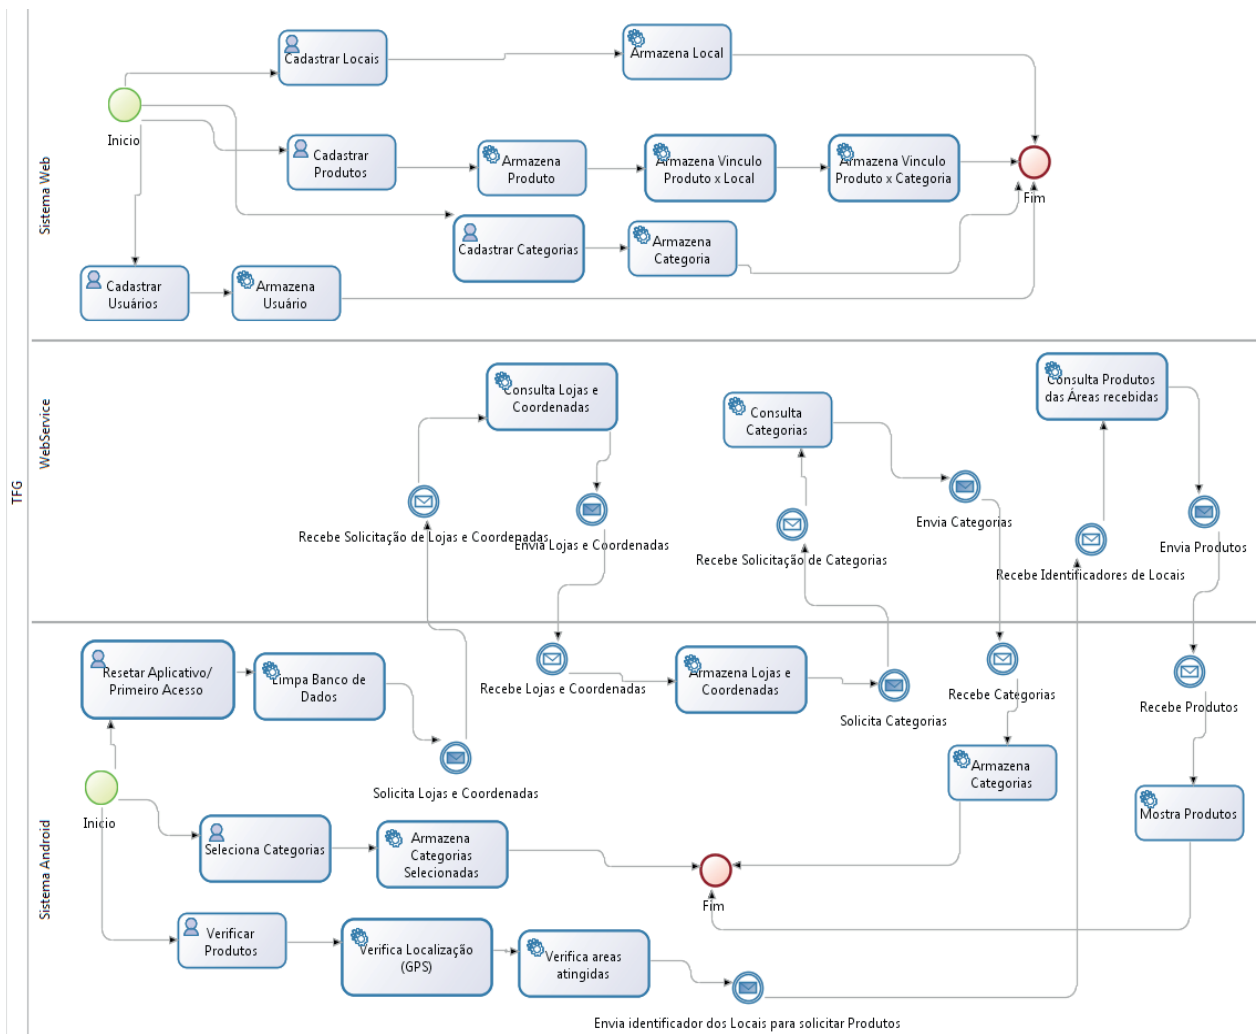 TFG
Sistema Web
Inicio
Cadastrar Locais
Armazena Local
Cadastrar
Produtos
Armazena
Produto
Armazena Vinculo
Produto x Local
Armazena Vinculo
Produto x Categoria
Fim
Cadastrar Categorias
Armazena
Categoria
Cadastrar
Usuários
Armazena
Usuário
WebService
Consulta Lojas e
Coordenadas
Consulta
Categorias
Consulta Produtos
das Áreas recebidas
Recebe Solicitação de Lojas e Coordenadas
Envia Lojas e Coordenadas
Recebe Solicitação de Categorias
Envia Categorias
Recebe Identificadores de Locais
Envia Produtos
Sistema Android
Resetar Aplicativo/
Primeiro Acesso
Limpa Banco de
Dados
Solicita Lojas e Coordenadas
Recebe Lojas e Coordenadas
Armazena Lojas e
Coordenadas
Solicita Categorias
Recebe Categorias
Recebe Produtos
Armazena
Categorias
Mostra Produtos
Inicio
Seleciona Categorias
Armazena
Categorias
Selecionadas
Fim
Verificar
Produtos
Verifica Localização
(GPS)
Verifica areas
atingidas
Envia identificador dos Locais para solicitar Produtos